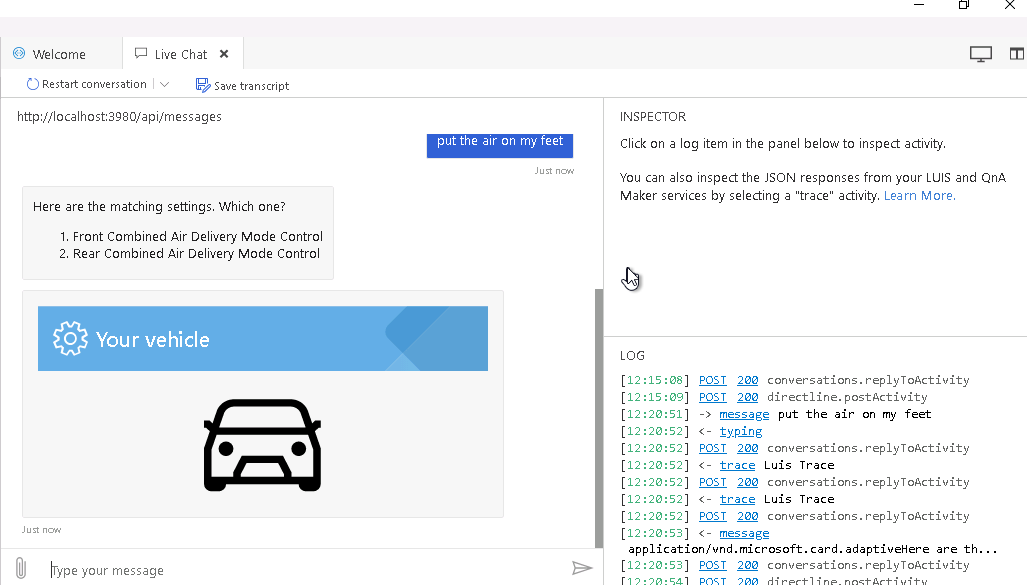 Welcome
Live Chat
Restart conversation
Save transcript
http://localhost:3980/api/messages
put the air on my feet
Just now
Here are the matching settings. Which one?
1. Front Combined Air Delivery Mode Control
2. Rear Combined Air Delivery Mode Control
Your vehicle
Just now
Type your message
INSPECTOR
Click on a log item in the panel below to inspect activity.
You can also inspect the JSON responses from your LUIS and QnA
Maker services by selecting a "trace" activity. Learn More.
LOG
[12:15:08] POST 200 conversations.replyToActivity
[12:15:09] POST 200 directline.postActivity
[12:20:51] -> message put the air on my feet
[12:20:52] <- typing
[12:20:52] POST 200 conversations.replyToActivity
[12:20:52] <- trace Luis Trace
[12:20:52] POST 200 conversations.replyToActivity
[12:20:52] <- trace Luis Trace
[12:20:52] POST 200 conversations.replyToActivity
[12:20:53] <- message
application/vnd.microsoft.card.adaptiveHere are th...
[12:20:53] POST 200 conversations.replyToActivity
[12:20:54] POST 200 directline.postActivity